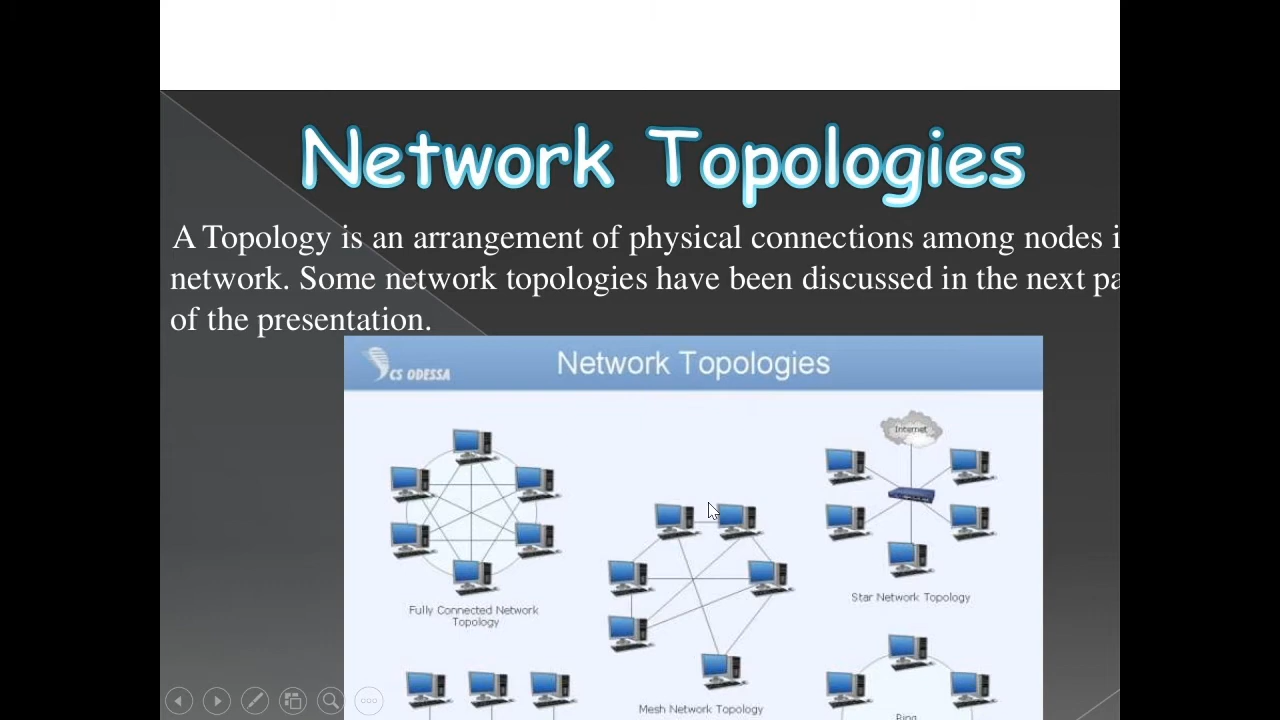 Network Topologies
A Topology is an arrangement of physical connections among nodes i
network. Some network topologies have been discussed in the next pa
of the presentation.
CS ODESSA
Network Topologies
Internet
Fully Connected Network
Topology
Star Network Topology
Mesh Network Topology
Ring